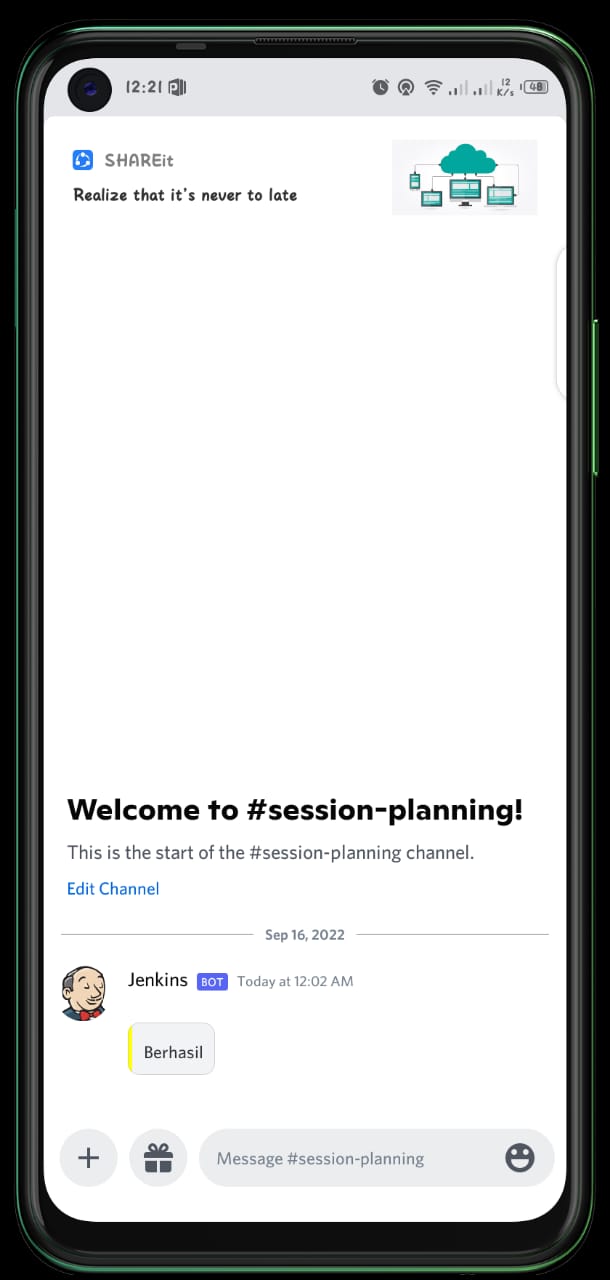 12:21
12
K/s
48
SHAREit
Realize that it's never to late
Welcome to #session-planning!
This is the start of the #session-planning channel.
Edit Channel
Sep 16, 2022
Jenkins BOT Today at 12:02 AM
Berhasil
Message #session-planning